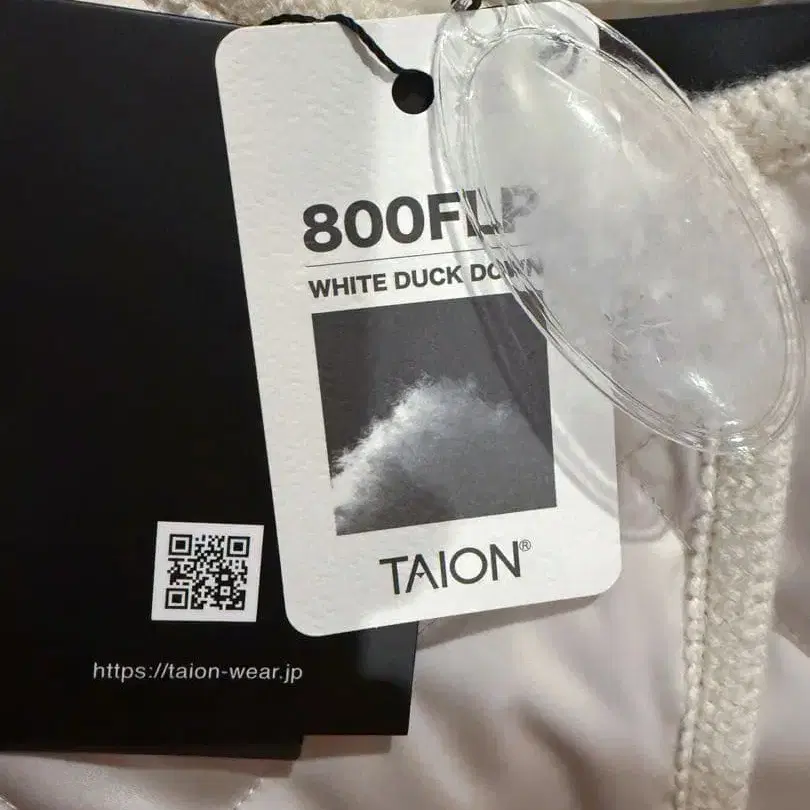 800FLP
WHITE DUCK DOWN
TAION®
https://taion-wear.jp